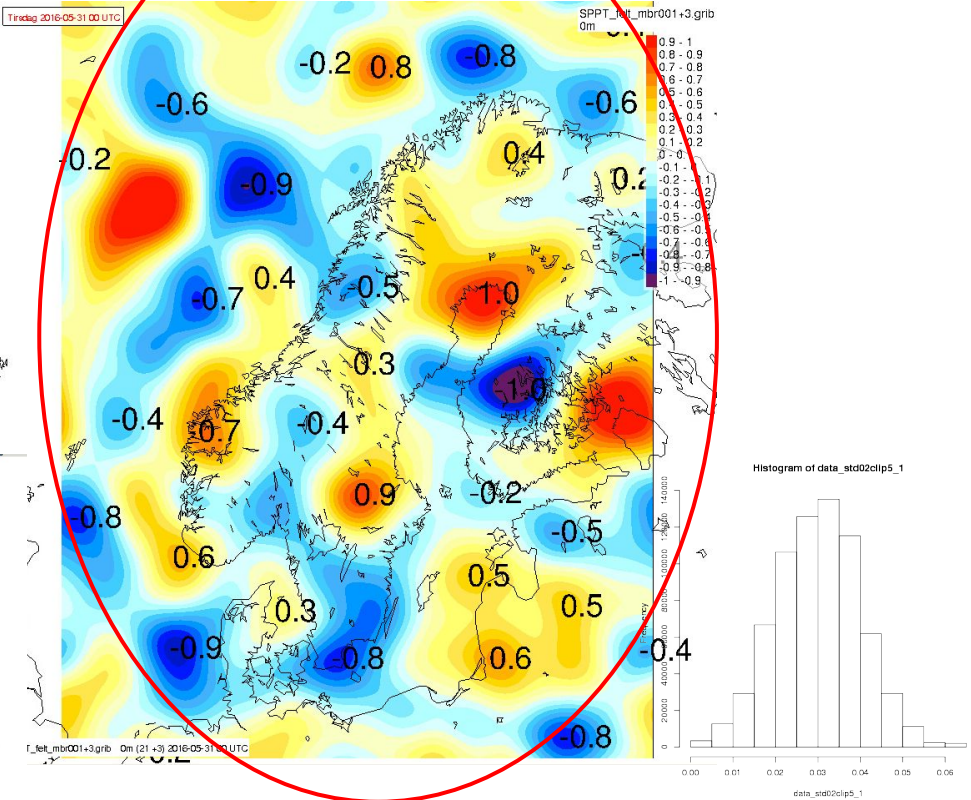 Tirsdag 2016-05-31 00 UTC
SPPT_felt_mbr001+3.grib
0m
0.9 - 1
0.8 - 0.9
0.7 - 0.8
0.6 - 0.7
0.5 - 0.6
0.4 - 0.5
0.3 - 0.4
0.2 - 0.3
0.1 - 0.2
-0.2 0.8 -0.8
-0.6 -0.6
-0.2 0.4
-0.9 0.2
0.4 -0.5 1.0
-0.7
0.3
-1.0
-0.4 0.7 -0.4
0.9 -0.2
-0.8 -0.5
0.6
0.5
0.3 0.5
-0.9 -0.8 0.6 -0.4
-0.8
T_felt_mbr001+3.grib 0m (21 +3) 2016-05-31 00 UTC
Histogram of data_std02clip5_1
Frequency
0 20000 40000 60000 80000 100000 120000 140000
0.00 0.01 0.02 0.03 0.04 0.05 0.06
data_std02clip5_1